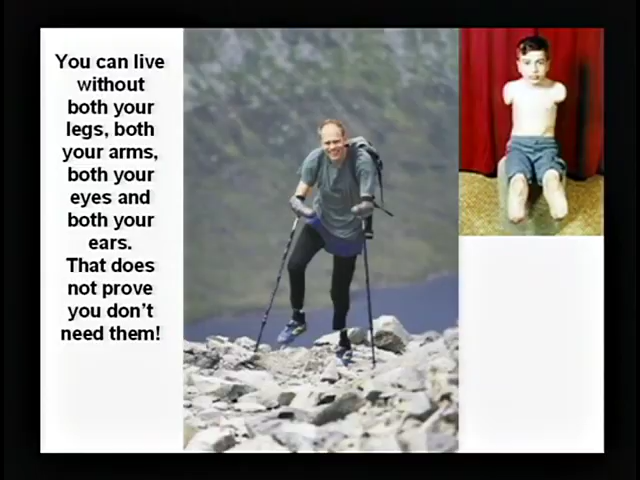 You can live
without
both your
legs, both
your arms,
both your
eyes and
both your
ears.
That does
not prove
you don't
need them!